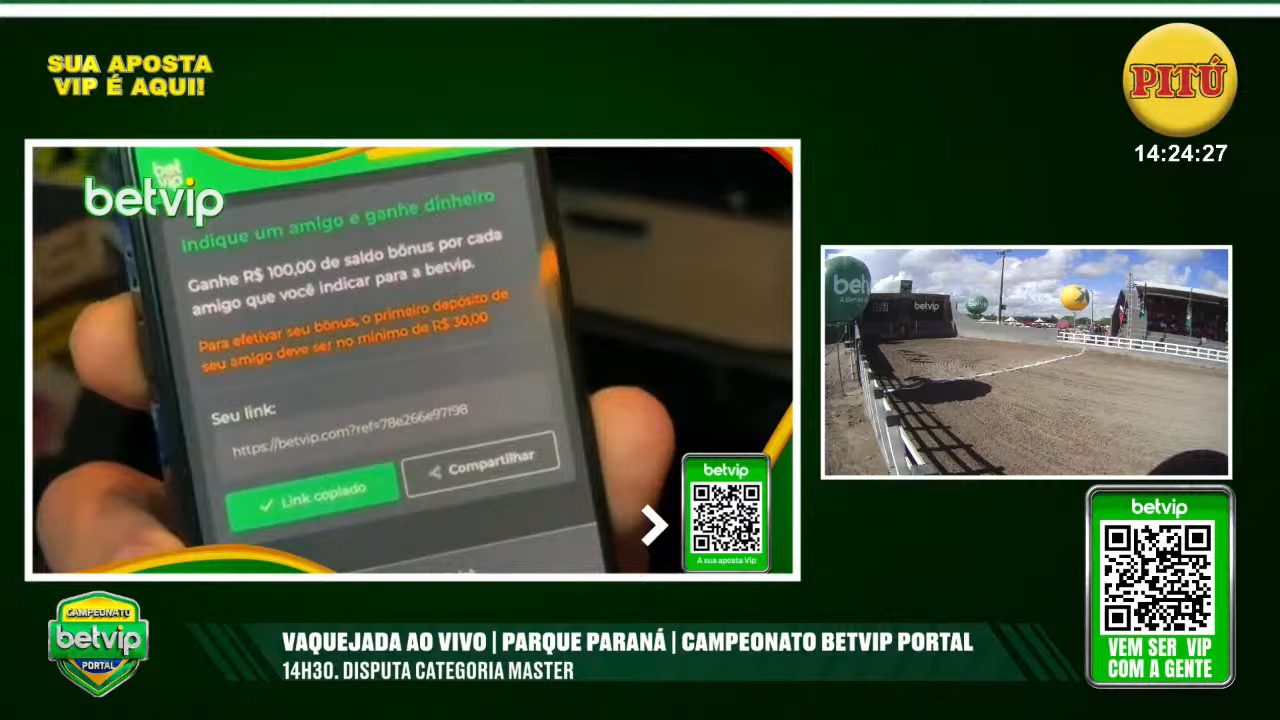 SUA APOSTA
VIP É AQUI!
PITÚ
14:24:27
bet
vip
betvip
Indique um amigo e ganhe dinheiro
Ganhe R$ 100,00 de saldo bônus por cada
amigo que você indicar para a betvip.
Para efetivar seu bônus, o primeiro depósito de
seu amigo deve ser no mínimo de R$ 30,00
Seu link:
https://betvip.com?ref=78e266e97198
Link copiado
Compartilhar
betvip
A sua aposta Vip
betvip
betvip
VEM SER VIP
COM A GENTE
CAMPEONATO
betvip
PORTAL
VAQUEJADA AO VIVO | PARQUE PARANÁ | CAMPEONATO BETVIP PORTAL
14H30. DISPUTA CATEGORIA MASTER